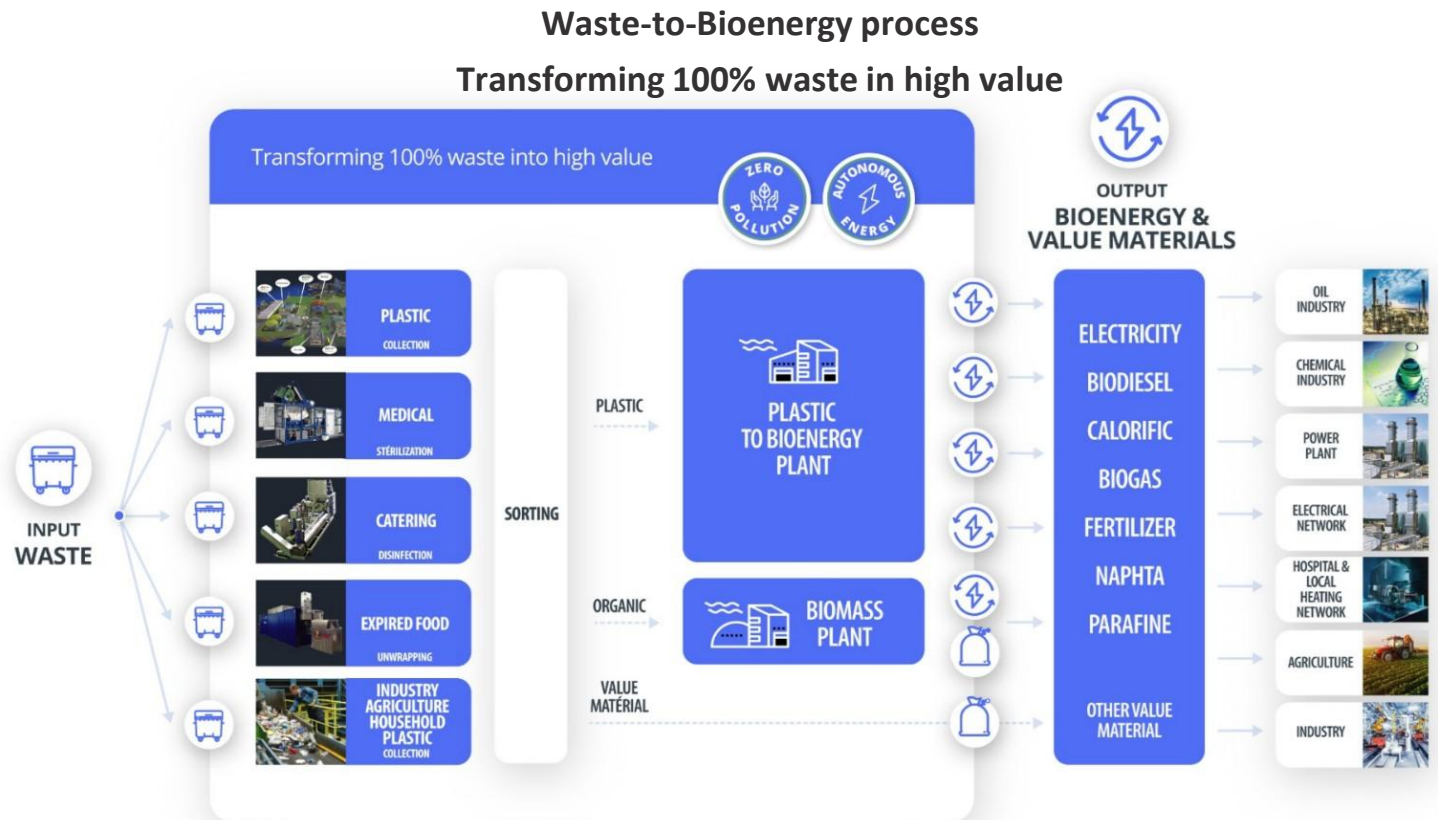 Waste-to-Bioenergy process
Transforming 100% waste in high value
Transforming 100% waste into high value
ZERO POLLUTION
AUTONOMOUS ENERGY
OUTPUT
BIOENERGY &
VALUE MATERIALS
INPUT
WASTE
PLASTIC
COLLECTION
MEDICAL
STÉRILIZATION
CATERING
DISINFECTION
EXPIRED FOOD
UNWRAPPING
INDUSTRY
AGRICULTURE
HOUSEHOLD
PLASTIC
COLLECTION
SORTING
PLASTIC
ORGANIC
VALUE
MATÉRIAL
PLASTIC
TO BIOENERGY
PLANT
BIOMASS
PLANT
ELECTRICITY
BIODIESEL
CALORIFIC
BIOGAS
FERTILIZER
NAPHTA
PARAFINE
OTHER VALUE
MATERIAL
OIL
INDUSTRY
CHEMICAL
INDUSTRY
POWER
PLANT
ELECTRICAL
NETWORK
HOSPITAL &
LOCAL
HEATING
NETWORK
AGRICULTURE
INDUSTRY